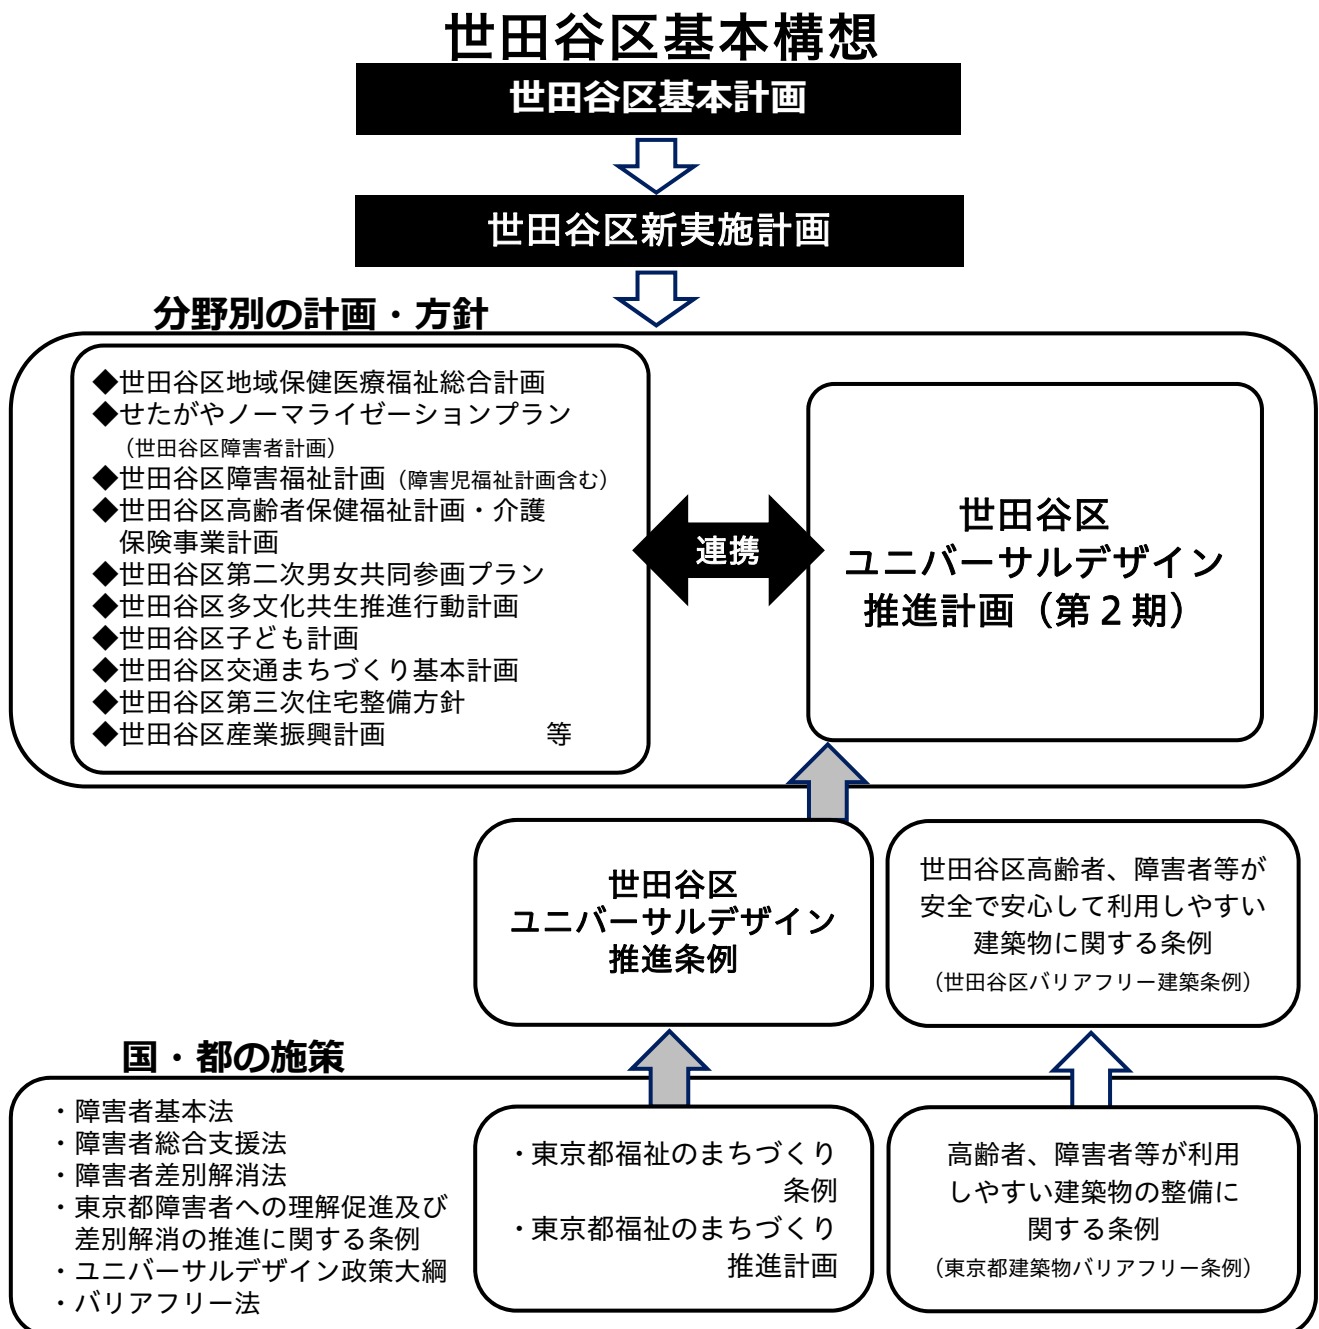 世田谷区基本構想
世田谷区基本計画
世田谷区新実施計画
分野別の計画・方針
◆世田谷区地域保健医療福祉総合計画
◆せたがやノーマライゼーションプラン
（世田谷区障害者計画）
◆世田谷区障害福祉計画（障害児福祉計画含む）
◆世田谷区高齢者保健福祉計画・介護
保険事業計画
◆世田谷区第二次男女共同参画プラン
◆世田谷区多文化共生推進行動計画
◆世田谷区子ども計画
◆世田谷区交通まちづくり基本計画
◆世田谷区第三次住宅整備方針
◆世田谷区産業振興計画　　　　　　等
連携
世田谷区
ユニバーサルデザイン
推進計画（第２期）
世田谷区
ユニバーサルデザイン
推進条例
世田谷区高齢者、障害者等が
安全で安心して利用しやすい
建築物に関する条例
（世田谷区バリアフリー建築条例）
国・都の施策
・障害者基本法
・障害者総合支援法
・障害者差別解消法
・東京都障害者への理解促進及び
差別解消の推進に関する条例
・ユニバーサルデザイン政策大綱
・バリアフリー法
・東京都福祉のまちづくり
条例
・東京都福祉のまちづくり
推進計画
高齢者、障害者等が利用
しやすい建築物の整備に
関する条例
（東京都建築物バリアフリー条例）